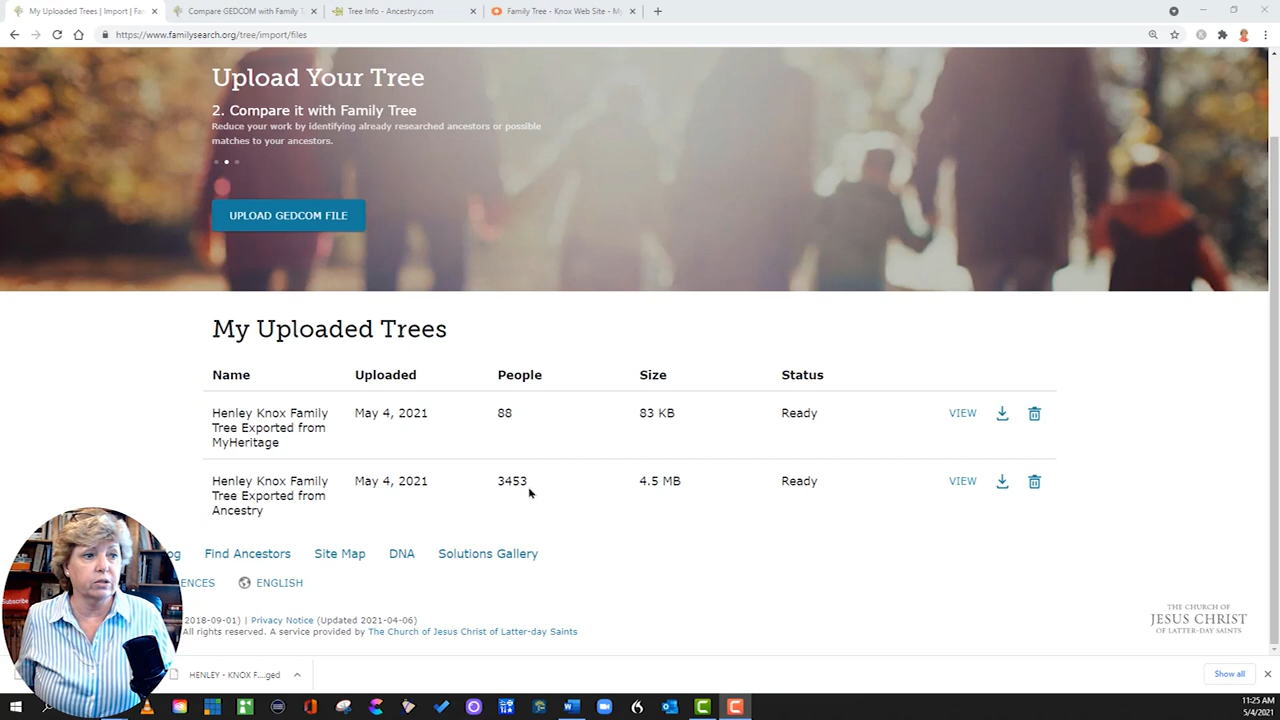 My Uploaded Trees | Import | Fa
Compare GEDCOM with Family T
Tree Info - Ancestry.com
Family Tree - Knox Web Site - My
https://www.familysearch.org/tree/import/files
Upload Your Tree
2. Compare it with Family Tree
Reduce your work by identifying already researched ancestors or possible
matches to your ancestors.
UPLOAD GEDCOM FILE
My Uploaded Trees
Name Uploaded People Size Status
Henley Knox Family May 4, 2021 88 83 KB Ready VIEW
Tree Exported from
MyHeritage
Henley Knox Family May 4, 2021 3453 4.5 MB Ready VIEW
Tree Exported from
Ancestry
og Find Ancestors Site Map DNA Solutions Gallery
ENCES ENGLISH
2018-09-01) | Privacy Notice (Updated 2021-04-06)
All rights reserved. A service provided by The Church of Jesus Christ of Latter-day Saints
THE CHURCH OF
JESUS CHRIST
OF LATTER-DAY SAINTS
Subscribe
HENLEY - KNOX F....ged
Show all
11:25 AM
5/4/2021